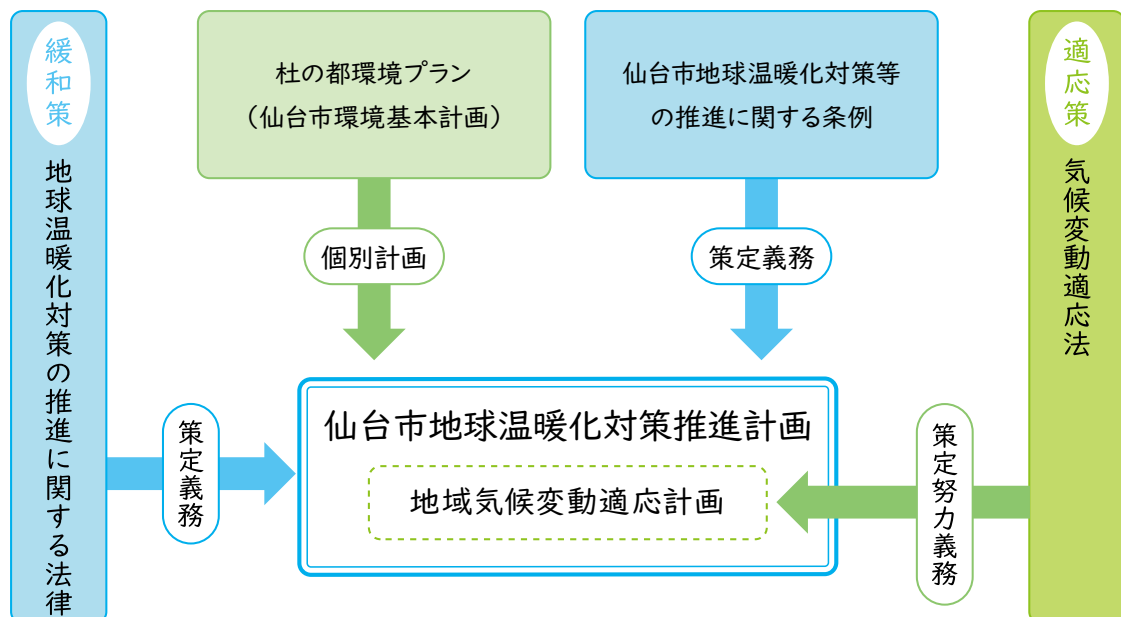 緩和策
地球温暖化対策の推進に関する法律
杜の都環境プラン
（仙台市環境基本計画）
仙台市地球温暖化対策等
の推進に関する条例
適応策
気候変動適応法
個別計画
策定義務
仙台市地球温暖化対策推進計画
地域気候変動適応計画
策定義務
策定努力義務